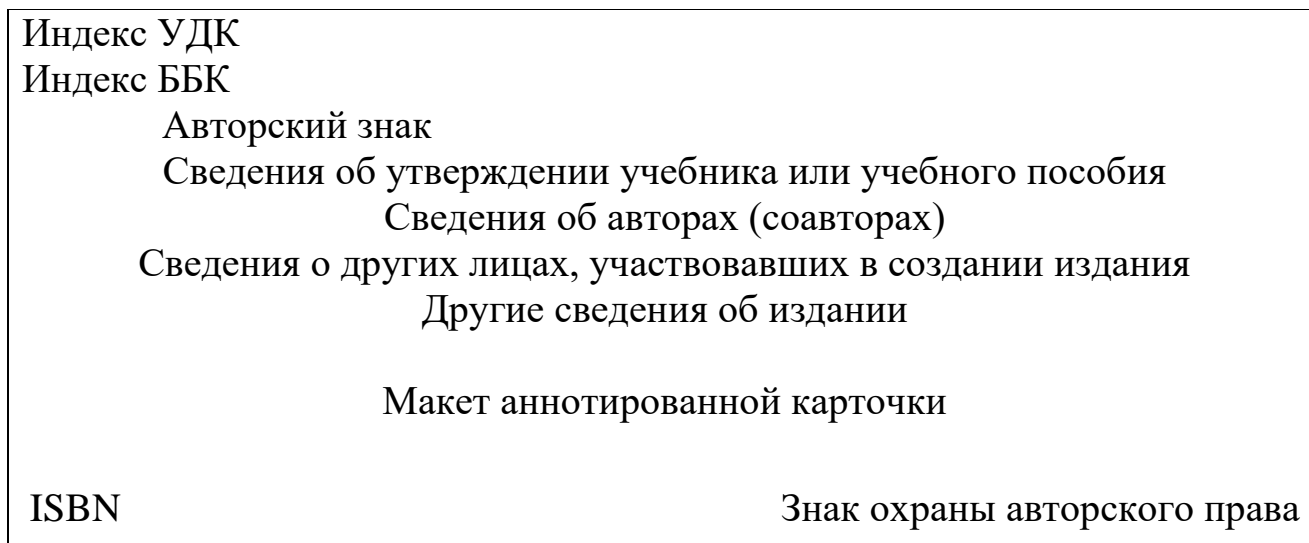 Индекс УДК
Индекс ББК
Авторский знак
Сведения об утверждении учебника или учебного пособия
Сведения об авторах (соавторах)
Сведения о других лицах, участвовавших в создании издания
Другие сведения об издании
Макет аннотированной карточки
ISBN Знак охраны авторского права